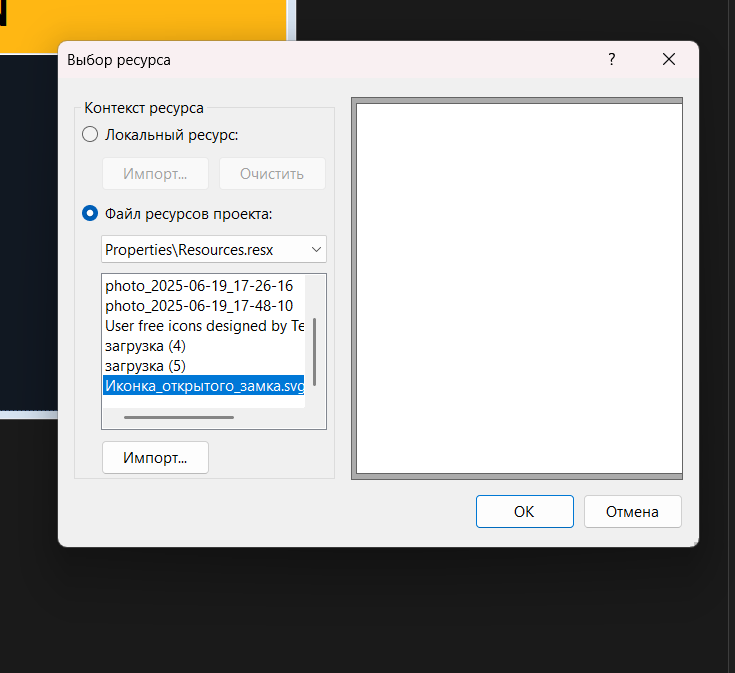 Выбор ресурса
?
Контекст ресурса
Локальный ресурс:
Импорт...
Очистить
Файл ресурсов проекта:
Properties\Resources.resx
photo_2025-06-19_17-26-16
photo_2025-06-19_17-48-10
User free icons designed by Te
загрузка (4)
загрузка (5)
Иконка_открытого_замка.svg
Импорт...
ОК
Отмена